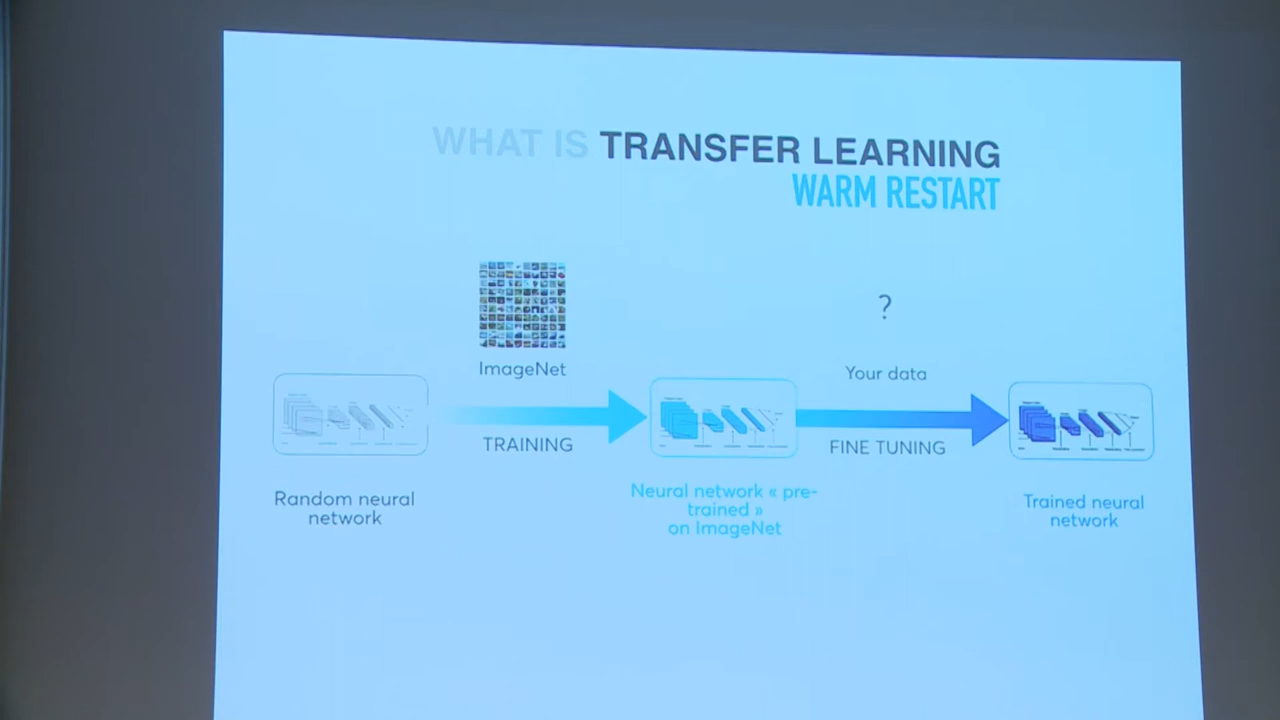 WHAT IS TRANSFER LEARNING
WARM RESTART
?
ImageNet
Your data
TRAINING
FINE TUNING
Random neural
network
Neural network « pre-
trained »
on ImageNet
Trained neural
network